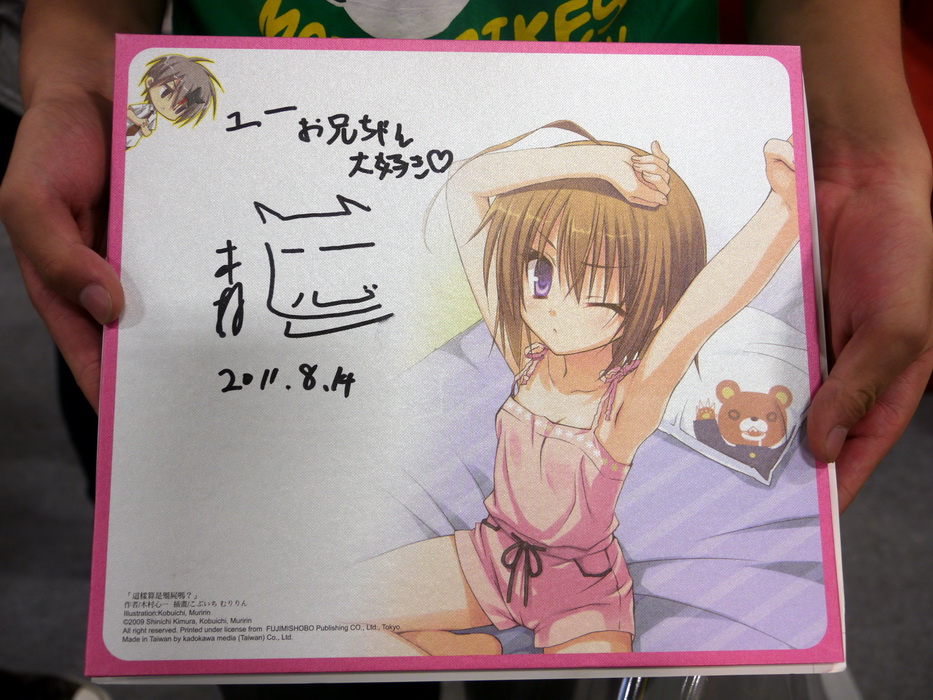 ユー お兄ちゃん
大好き♡
木村
2011.8.14
「這樣算是殭屍嗎？」
作者/木村心一 插畫/こぶいち むりりん
Illustration:Kobuichi, Muririn
©2009 Shinichi Kimura, Kobuichi, Muririn
All right reserved. Printed under license from FUJIMISHOBO Publishing CO., Ltd., Tokyo.
Made in Taiwan by kadokawa media (Taiwan) Co., Ltd.